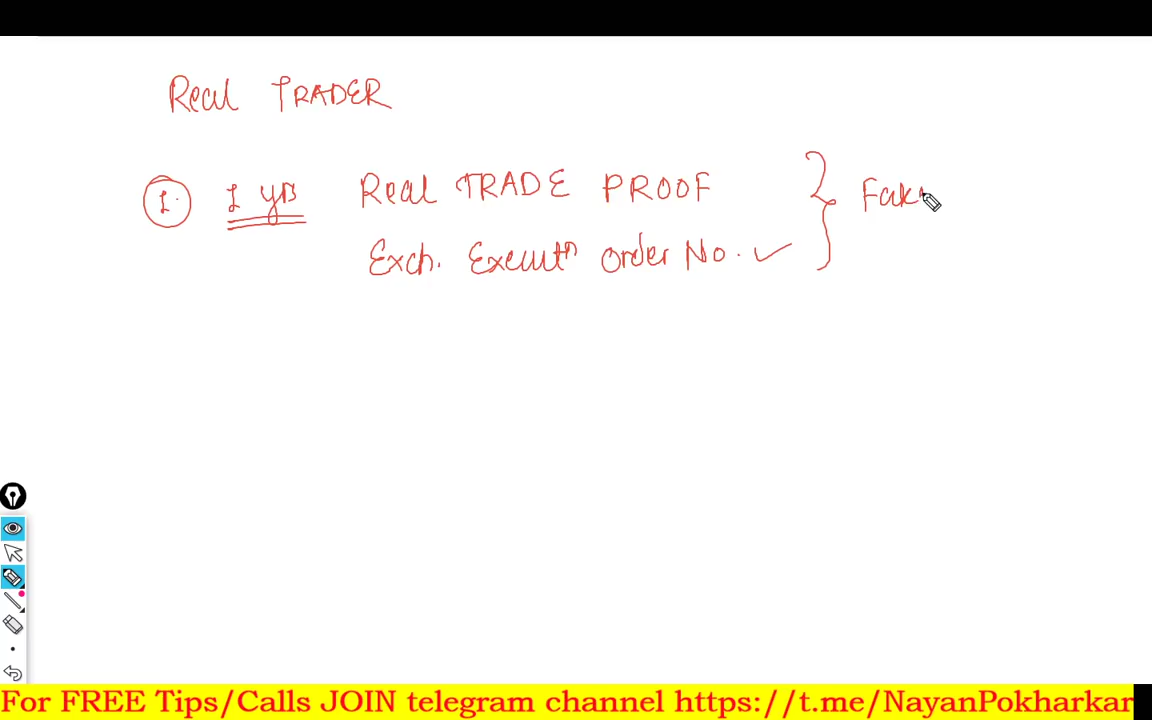 Real TRADER
1. 1 yrs Real TRADE PROOF Fak
Exch. Executn Order No.
For FREE Tips/Calls JOIN telegram channel https://t.me/NayanPokharkar